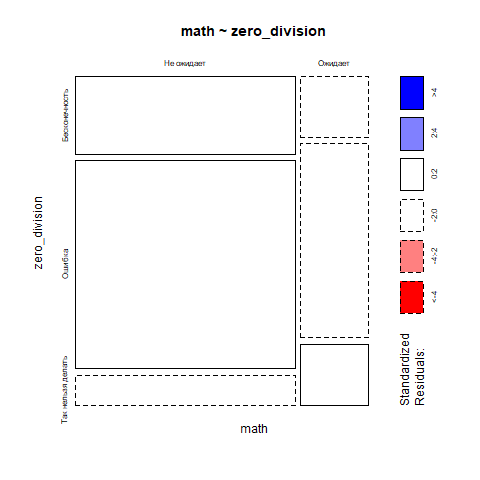 math ~ zero_division
Не ожидает
Ожидает
Бесконечность
Ошибка
Так нельзя делать
zero_division
math
>4
2:4
0:2
-2:0
-4:-2
<-4
Standardized
Residuals: